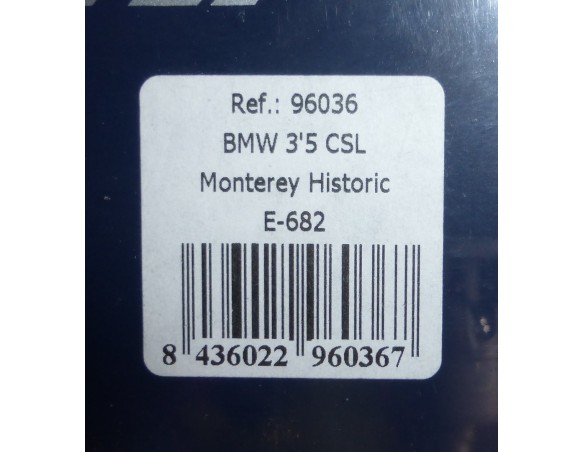 Ref.: 96036
BMW 3'5 CSL
Monterey Historic
E-682
8 436022 960367